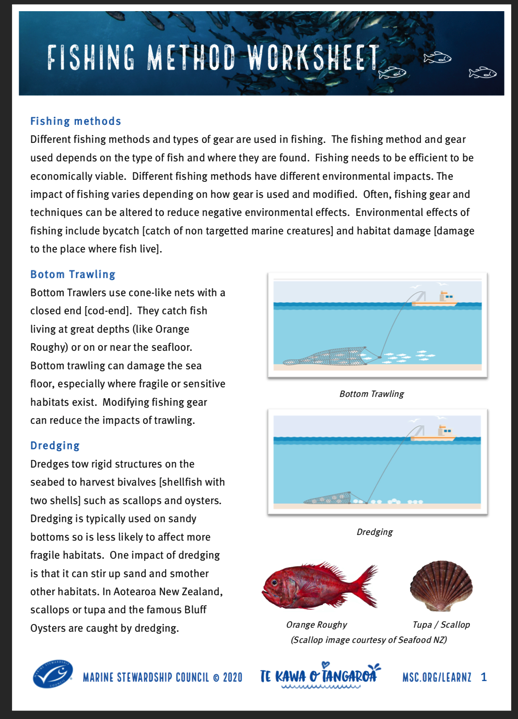 FISHING METHOD WORKSHEET
Fishing methods
Different fishing methods and types of gear are used in fishing. The fishing method and gear
used depends on the type of fish and where they are found. Fishing needs to be efficient to be
economically viable. Different fishing methods have different environmental impacts. The
impact of fishing varies depending on how gear is used and modified. Often, fishing gear and
techniques can be altered to reduce negative environmental effects. Environmental effects of
fishing include bycatch [catch of non targetted marine creatures] and habitat damage [damage
to the place where fish live].
Botom Trawling
Bottom Trawlers use cone-like nets with a
closed end [cod-end]. They catch fish
living at great depths (like Orange
Roughy) or on or near the seafloor.
Bottom trawling can damage the sea
floor, especially where fragile or sensitive
habitats exist. Modifying fishing gear
can reduce the impacts of trawling.
Bottom Trawling
Dredging
Dredges tow rigid structures on the
seabed to harvest bivalves [shellfish with
two shells] such as scallops and oysters.
Dredging is typically used on sandy
bottoms so is less likely to affect more
fragile habitats. One impact of dredging
is that it can stir up sand and smother
other habitats. In Aotearoa New Zealand,
scallops or tupa and the famous Bluff
Oysters are caught by dredging.
Dredging
Orange Roughy Tupa / Scallop
(Scallop image courtesy of Seafood NZ)
MARINE STEWARDSHIP COUNCIL © 2020 TE KAWA O TANGAROA MSC.ORG/LEARNZ 1